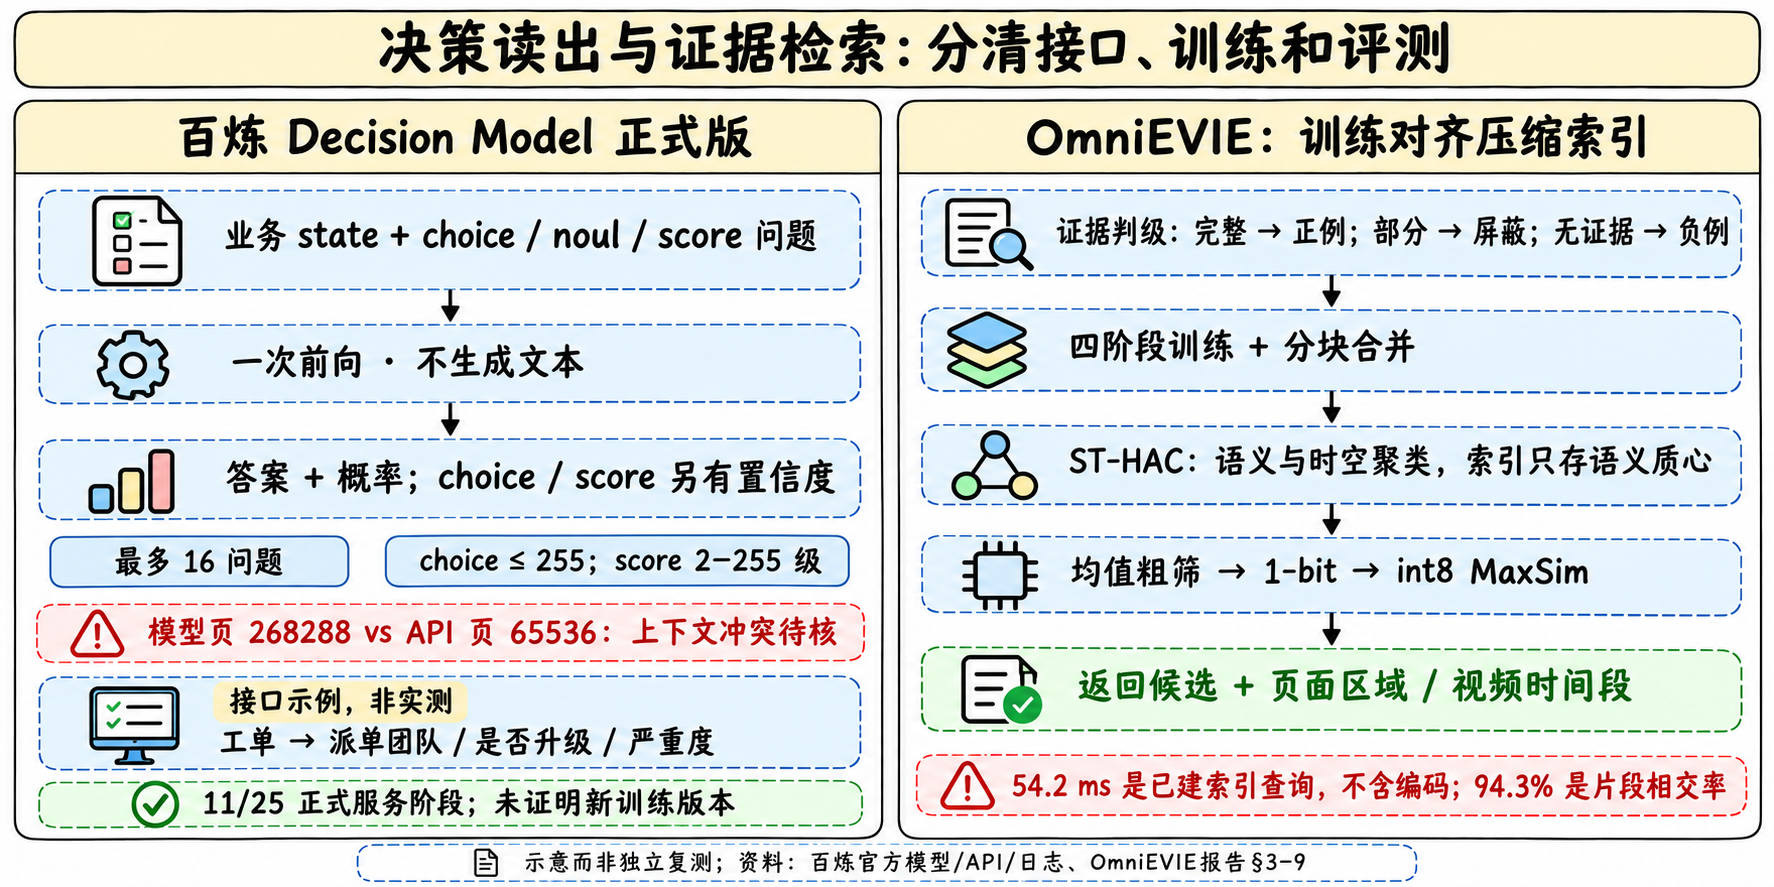 决策读出与证据检索：分清接口、训练和评测
百炼 Decision Model 正式版
业务 state + choice / noul / score 问题
一次前向 · 不生成文本
答案 + 概率；choice / score 另有置信度
最多 16 问题
choice ≤ 255；score 2–255 级
模型页 268288 vs API 页 65536：上下文冲突待核
接口示例，非实测
工单 → 派单团队 / 是否升级 / 严重度
11/25 正式服务阶段；未证明新训练版本
OmniEVIE：训练对齐压缩索引
证据判级：完整 → 正例；部分 → 屏蔽；无证据 → 负例
四阶段训练 + 分块合并
ST-HAC：语义与时空聚类，索引只存语义质心
均值粗筛 → 1-bit → int8 MaxSim
返回候选 + 页面区域 / 视频时间段
54.2 ms 是已建索引查询，不含编码；94.3% 是片段相交率
示意而非独立复测；资料：百炼官方模型/API/日志、OmniEVIE报告§3–9